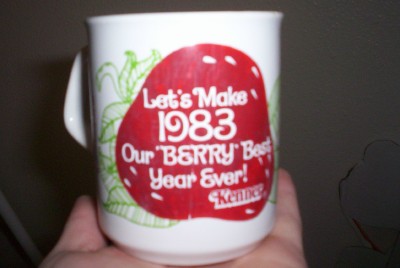 Let's Make
1983
Our "BERRY" Best
Year Ever!
Kenner